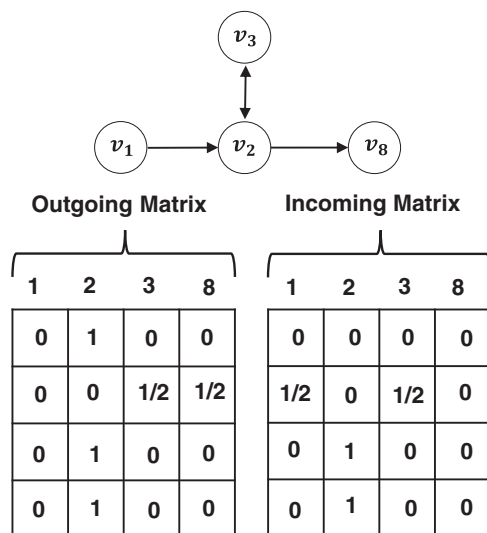 v₃
v₁ v₂ v₈
Outgoing Matrix Incoming Matrix
1 2 3 8 1 2 3 8
0 1 0 0 0 0 0 0
0 0 1/2 1/2 1/2 0 1/2 0
0 1 0 0 0 1 0 0
0 1 0 0 0 1 0 0